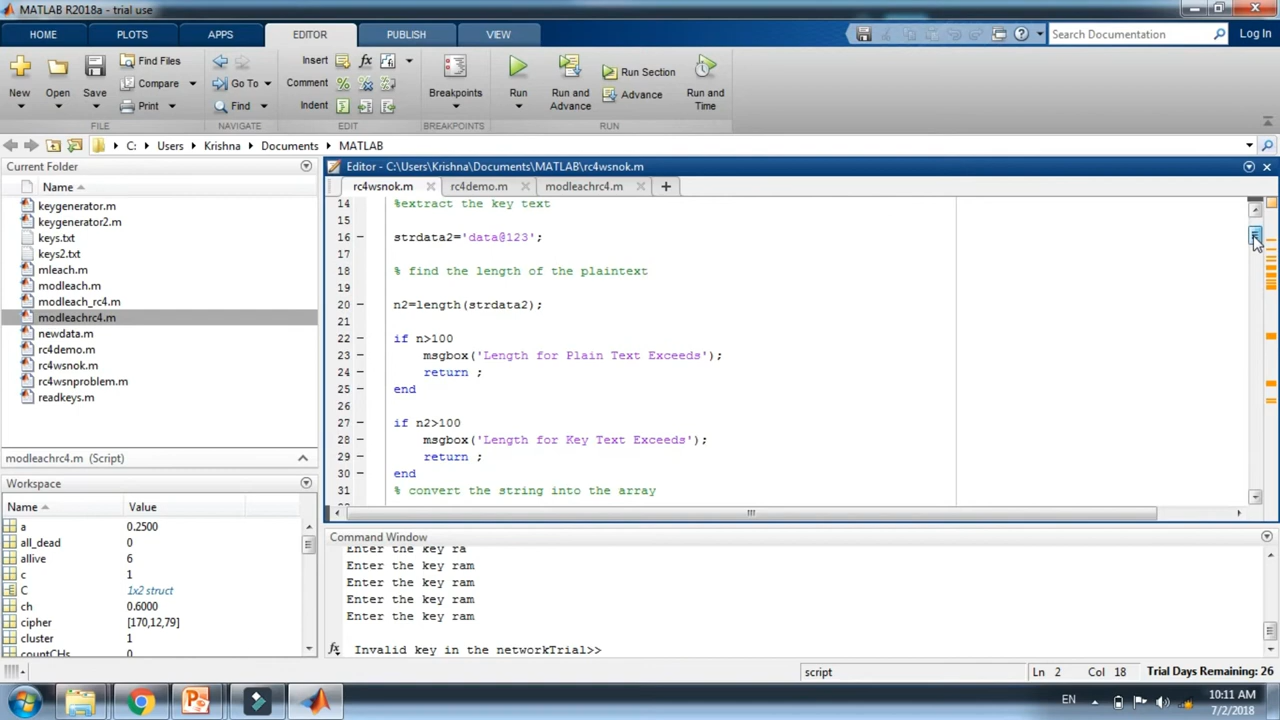 MATLAB R2018a - trial use
HOME
PLOTS
APPS
EDITOR
PUBLISH
VIEW
Search Documentation
Log In
New
Open
Save
Find Files
Compare
Print
Go To
Find
Insert
Comment
Indent
Breakpoints
Run
Run and Advance
Run Section
Advance
Run and Time
FILE
NAVIGATE
EDIT
BREAKPOINTS
RUN
C: Users Krishna Documents MATLAB
Current Folder
Name
keygenerator.m
keygenerator2.m
keys.txt
keys2.txt
mleach.m
modleach.m
modleach_rc4.m
modleachrc4.m
newdata.m
rc4demo.m
rc4wsnok.m
rc4wsnproblem.m
readkeys.m
modleachrc4.m (Script)
Workspace
Name Value
a 0.2500
all_dead 0
allive 6
c 1
C 1x2 struct
ch 0.6000
cipher [170,12,79]
cluster 1
countCHs 0
Editor - C:\Users\Krishna\Documents\MATLAB\rc4wsnok.m
rc4wsnok.m
rc4demo.m
modleachrc4.m
14 %extract the key text
15
16 strdata2='data@123';
17
18 % find the length of the plaintext
19
20 n2=length(strdata2);
21
22 if n>100
23 msgbox('Length for Plain Text Exceeds');
24 return ;
25 end
26
27 if n2>100
28 msgbox('Length for Key Text Exceeds');
29 return ;
30 end
31 % convert the string into the array
Command Window
Enter the key ra
Enter the key ram
Enter the key ram
Enter the key ram
Enter the key ram
fx Invalid key in the networkTrial>>
script
Ln 2 Col 18
Trial Days Remaining: 26
EN
10:11 AM
7/2/2018